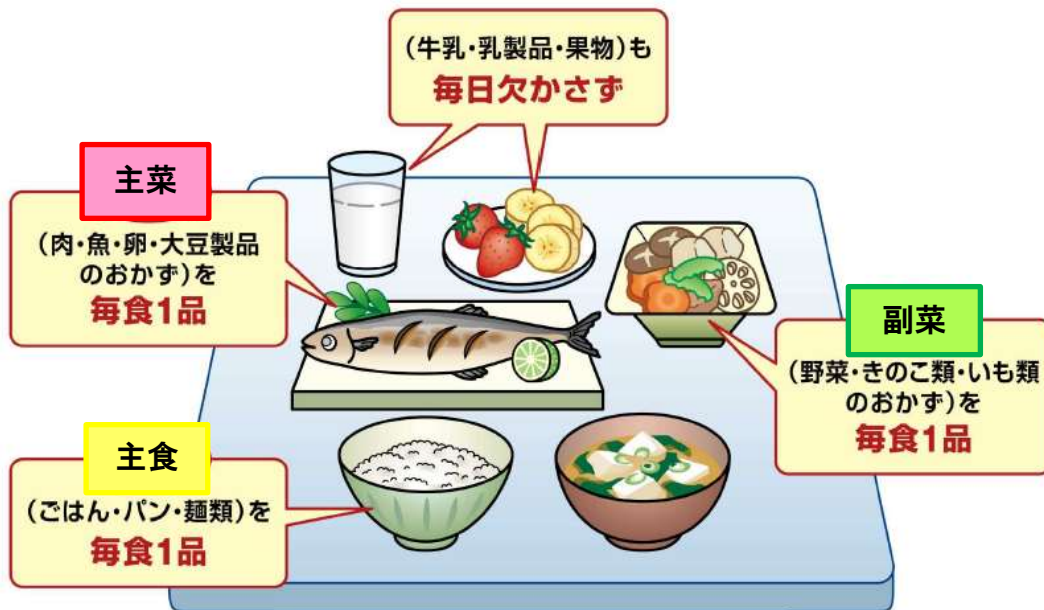 (牛乳・乳製品・果物)も
毎日欠かさず
主菜
(肉・魚・卵・大豆製品
のおかず)を
毎食1品
副菜
(野菜・きのこ類・いも類
のおかず)を
毎食1品
主食
(ごはん・パン・麺類)を
毎食1品